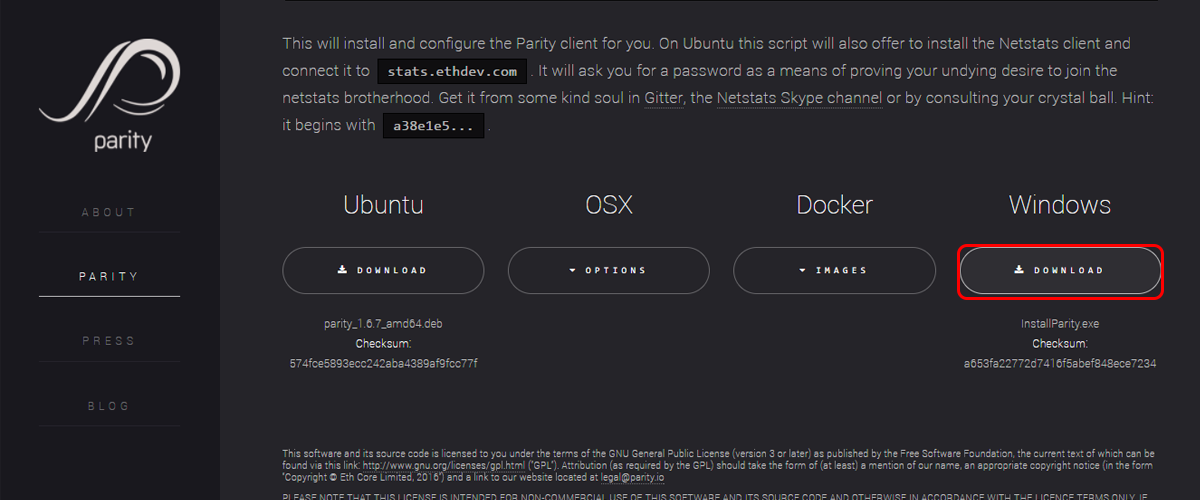 parity
ABOUT
PARITY
PRESS
BLOG
This will install and configure the Parity client for you. On Ubuntu this script will also offer to install the Netstats client and
connect it to stats.ethdev.com . It will ask you for a password as a means of proving your undying desire to join the
netstats brotherhood. Get it from some kind soul in Gitter, the Netstats Skype channel or by consulting your crystal ball. Hint:
it begins with a38e1e5... .
Ubuntu
DOWNLOAD
parity_1.6.7_amd64.deb
Checksum:
574fce5893ecc242aba4389af9fcc77f
OSX
OPTIONS
Docker
IMAGES
Windows
DOWNLOAD
InstallParity.exe
Checksum:
a653fa22772d7416f5abef848ece7234
This software and its source code is licensed to you under the terms of the GNU General Public License (version 3 or later) as published by the Free Software Foundation, the current text of which can be
found via this link: http://www.gnu.org/licenses/gpl.html ("GPL"). Attribution (as required by the GPL) should take the form of (at least) a mention of our name, an appropriate copyright notice (in the form
"Copyright © Eth Core Limited, 2016") and a link to our website located at legal@parity.io
PLEASE NOTE THAT THIS LICENSE IS INTENDED FOR NON-COMMERCIAL USE OF THIS SOFTWARE AND ITS SOURCE CODE AND OTHERWISE IN ACCORDANCE WITH THE LICENCE TERMS ONLY. IF